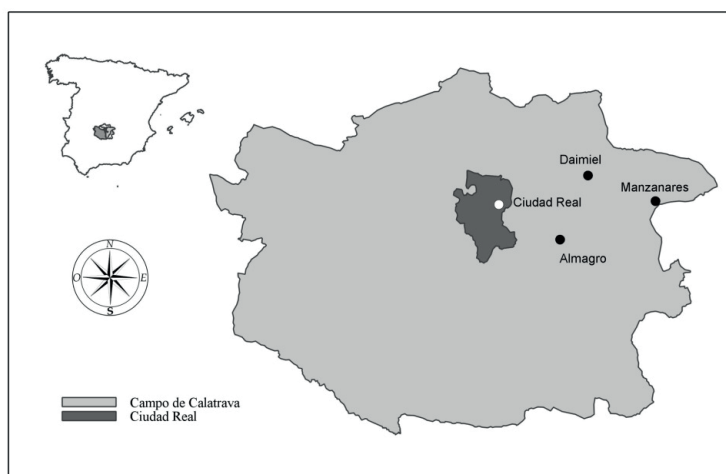 Daimiel
Manzanares
Ciudad Real
Almagro
N
O
E
S
Campo de Calatrava
Ciudad Real